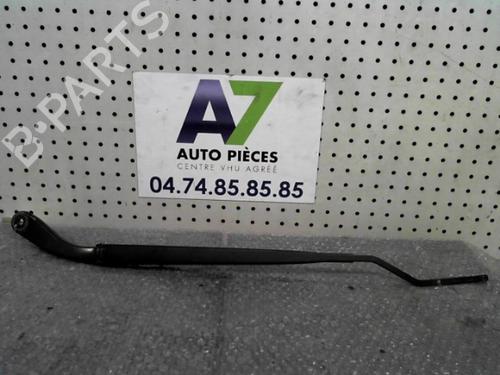 B-PARTS
A7
AUTO PIÈCES
CENTRE VHU AGRÉÉ
04.74.85.85.85